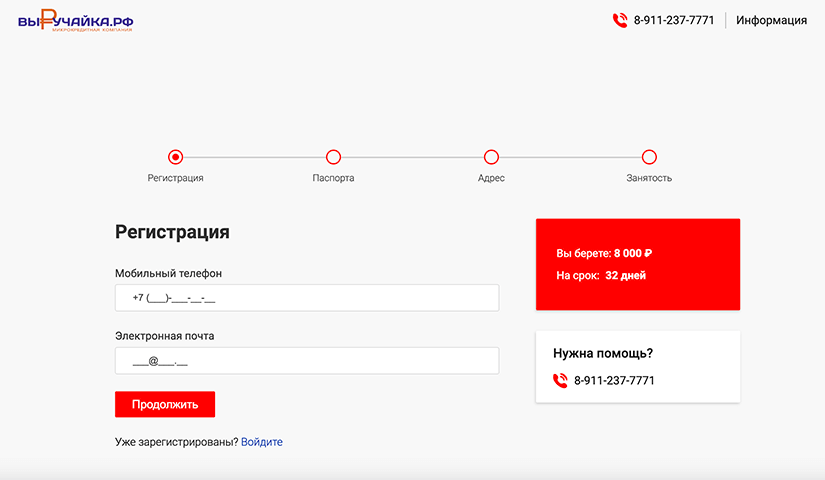 ВЫРУЧАЙКА.РФ
МИКРОКРЕДИТНАЯ КОМПАНИЯ
8-911-237-7771 Информация
Регистрация Паспорта Адрес Занятость
Регистрация
Мобильный телефон
+7 (___)-___-__-__
Электронная почта
___@___.__
Продолжить
Уже зарегистрированы? Войдите
Вы берете: 8 000 ₽
На срок: 32 дней
Нужна помощь?
8-911-237-7771